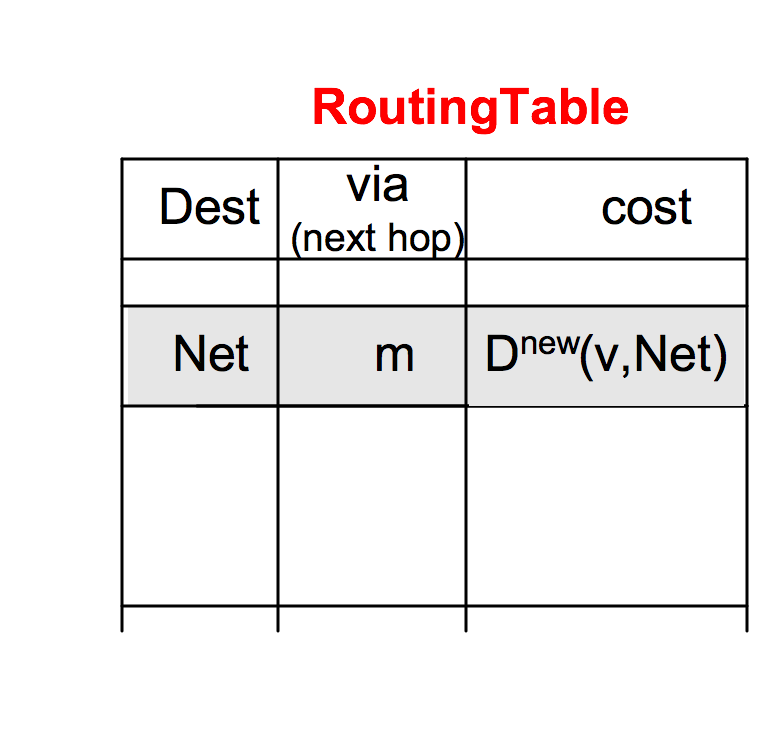 RoutingTable
Dest via (next hop) cost
Net m Dnew(v,Net)